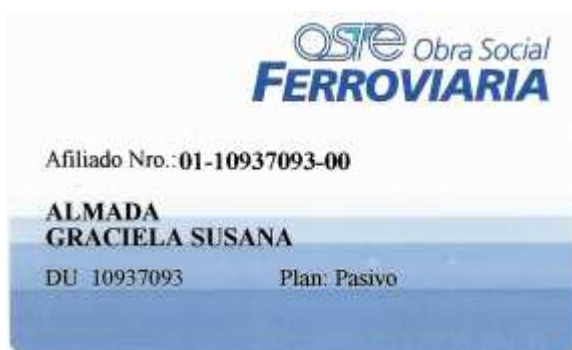 OSFE Obra Social
FERROVIARIA
Afiliado Nro.:01-10937093-00
ALMADA
GRACIELA SUSANA
DU 10937093 Plan: Pasivo